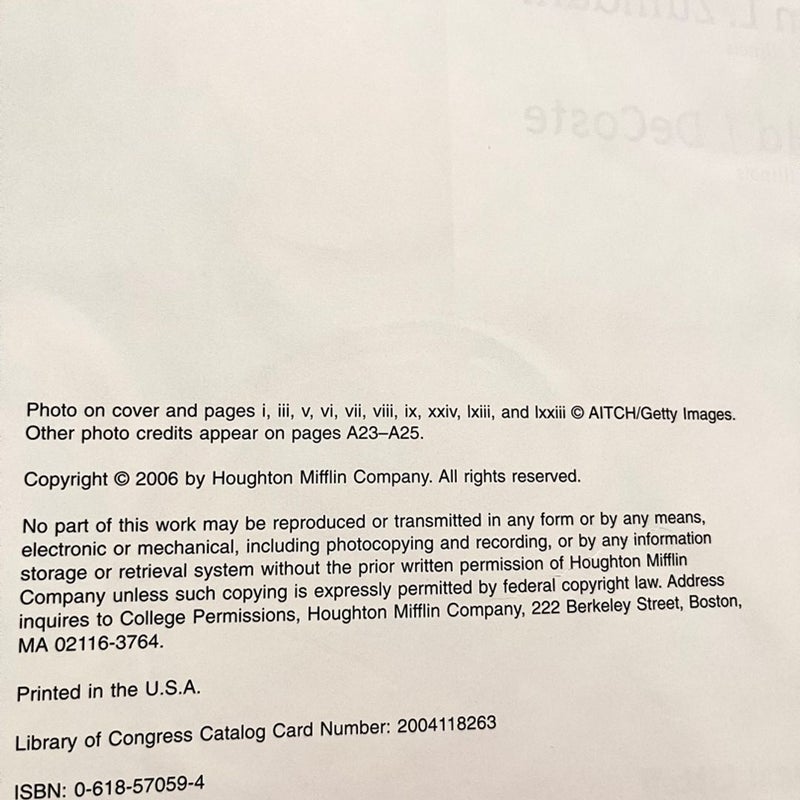 DeCoste
Photo on cover and pages i, iii, v, vi, vii, viii, ix, xxiv, lxiii, and lxxiii © AITCH/Getty Images.
Other photo credits appear on pages A23–A25.
Copyright © 2006 by Houghton Mifflin Company. All rights reserved.
No part of this work may be reproduced or transmitted in any form or by any means,
electronic or mechanical, including photocopying and recording, or by any information
storage or retrieval system without the prior written permission of Houghton Mifflin
Company unless such copying is expressly permitted by federal copyright law. Address
inquires to College Permissions, Houghton Mifflin Company, 222 Berkeley Street, Boston,
MA 02116-3764.
Printed in the U.S.A.
Library of Congress Catalog Card Number: 2004118263
ISBN: 0-618-57059-4